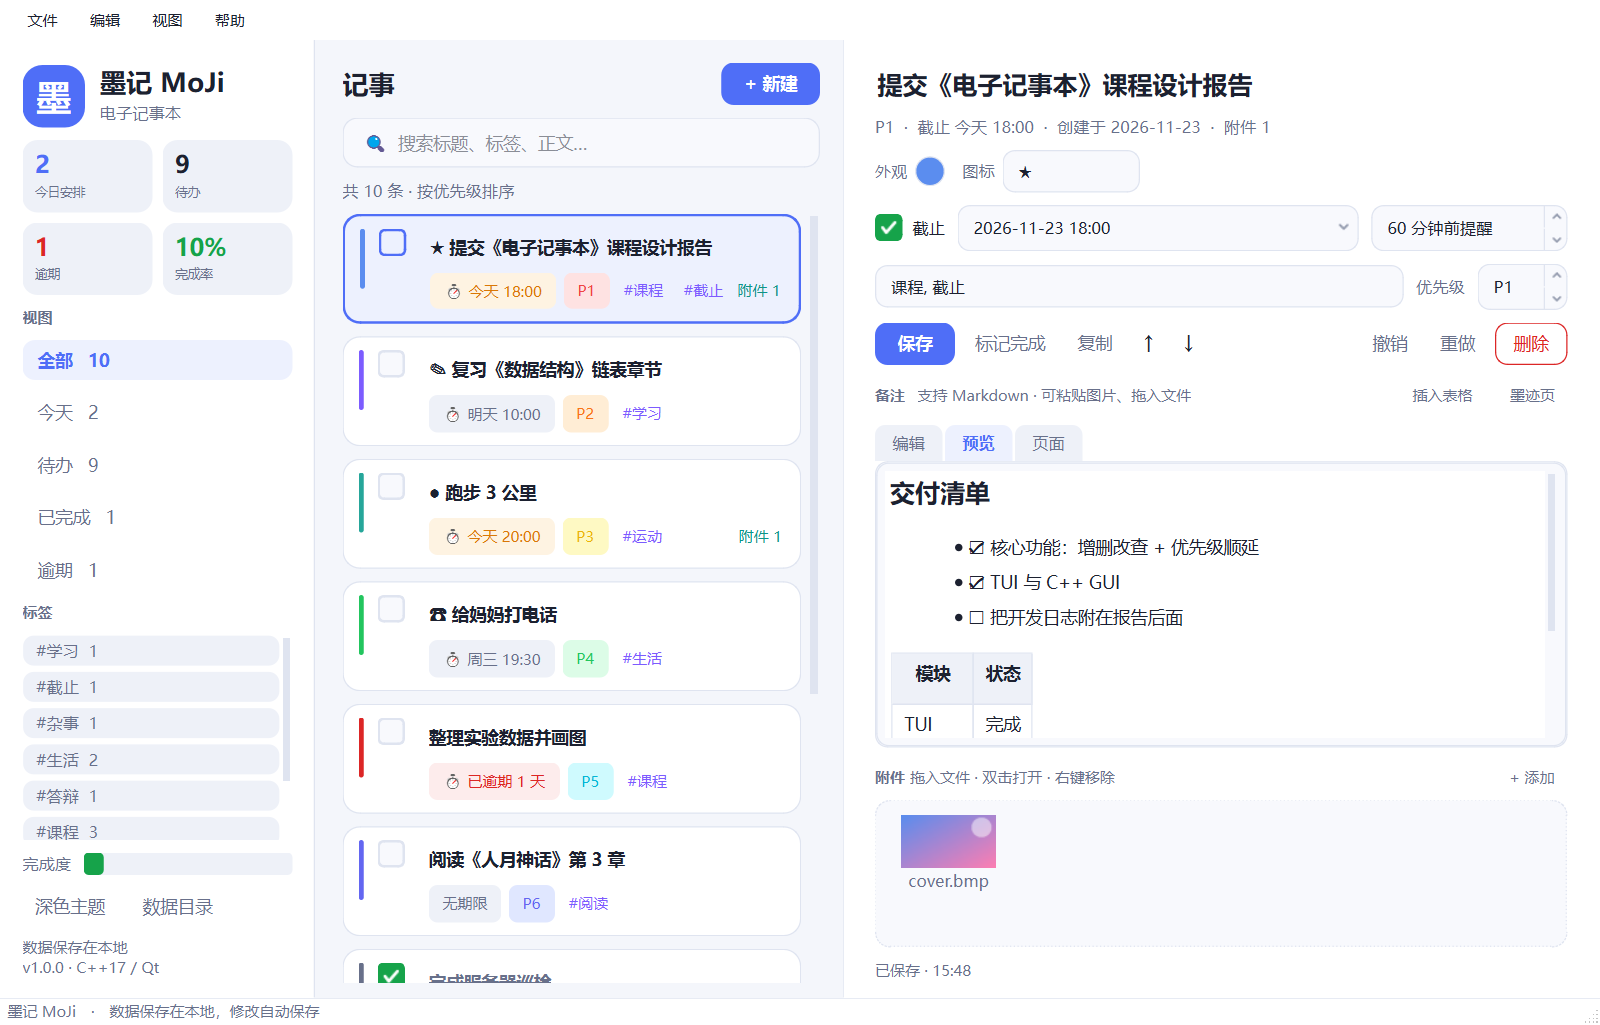 文件 编辑 视图 帮助
墨
墨记 MoJi
电子记事本
2
今日安排
9
待办
1
逾期
10%
完成率
视图
全部 10
今天 2
待办 9
已完成 1
逾期 1
标签
#学习 1
#截止 1
#杂事 1
#生活 2
#答辩 1
#课程 3
完成度
深色主题 数据目录
数据保存在本地
v1.0.0 · C++17 / Qt
记事
+ 新建
搜索标题、标签、正文...
共 10 条 · 按优先级排序
★ 提交《电子记事本》课程设计报告
⏱ 今天 18:00 P1 #课程 #截止 附件 1
✎ 复习《数据结构》链表章节
⏱ 明天 10:00 P2 #学习
● 跑步 3 公里
⏱ 今天 20:00 P3 #运动 附件 1
☎ 给妈妈打电话
⏱ 周三 19:30 P4 #生活
整理实验数据并画图
⏱ 已逾期 1 天 P5 #课程
阅读《人月神话》第 3 章
无期限 P6 #阅读
完成服务器巡检
提交《电子记事本》课程设计报告
P1 · 截止 今天 18:00 · 创建于 2026-11-23 · 附件 1
外观 图标 ★
截止 2026-11-23 18:00 60 分钟前提醒
课程, 截止 优先级 P1
保存 标记完成 复制 ↑ ↓ 撤销 重做 删除
备注 支持 Markdown · 可粘贴图片、拖入文件 插入表格 墨迹页
编辑 预览 页面
交付清单
• ☑ 核心功能：增删改查 + 优先级顺延
• ☑ TUI 与 C++ GUI
• ☐ 把开发日志附在报告后面
模块 状态
TUI 完成
附件 拖入文件 · 双击打开 · 右键移除 + 添加
cover.bmp
已保存 · 15:48
墨记 MoJi · 数据保存在本地，修改自动保存